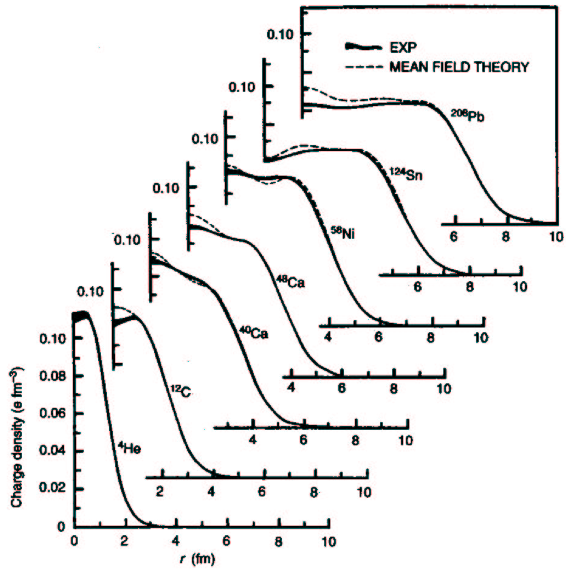 0.10
EXP
MEAN FIELD THEORY
0.10
²⁰⁸Pb
0.10
¹²⁴Sn
0.10
6 8 10
⁵⁸Ni
0.10
6 8 10
⁴⁸Ca
0.10
4 6 8 10
⁴⁰Ca
0.10
4 6 8 10
¹²C
0.08
4 6 8 10
0.06
⁴He
0.04
2 4 6 8 10
0.02
0
0 2 4 6 8 10
r (fm)
Charge density (e fm⁻³)